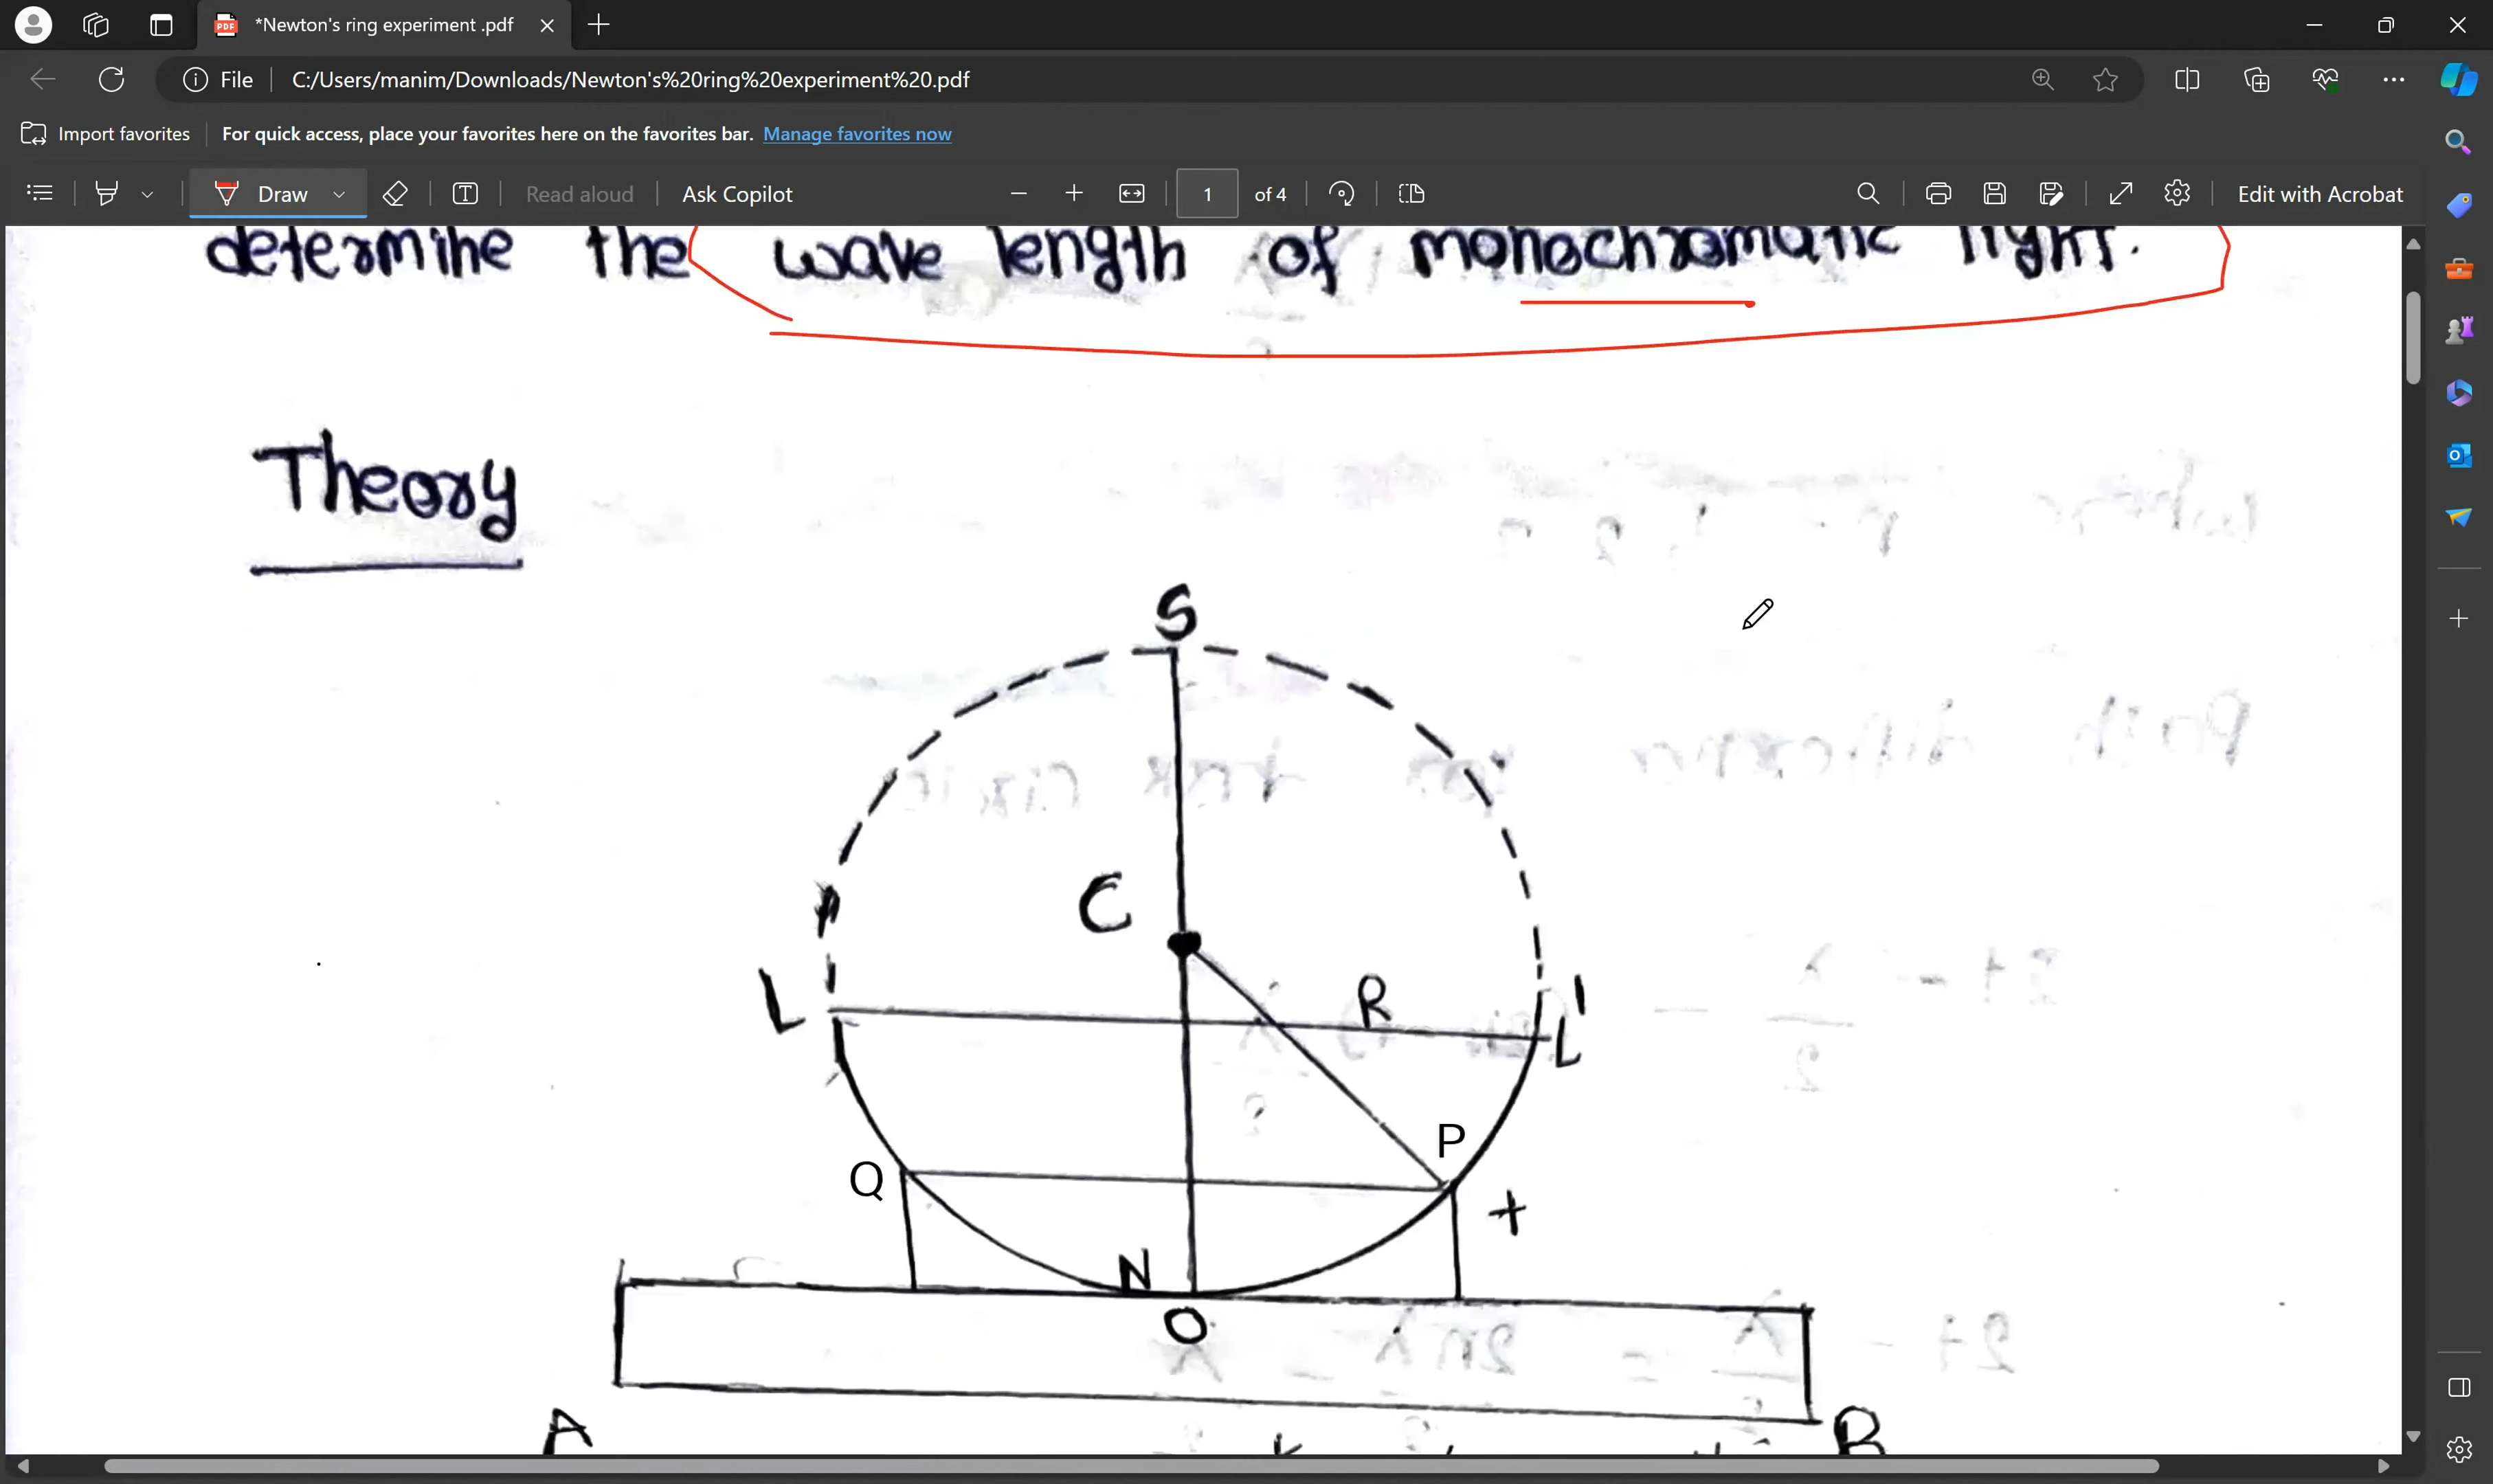 *Newton's ring experiment .pdf
File C:/Users/manim/Downloads/Newton's%20ring%20experiment%20.pdf
Import favorites For quick access, place your favorites here on the favorites bar. Manage favorites now
Draw Read aloud Ask Copilot 1 of 4 Edit with Acrobat
determine the wave length of monochromatic light.
Theory
S
C
L R L'
P
Q t
N
O
A B